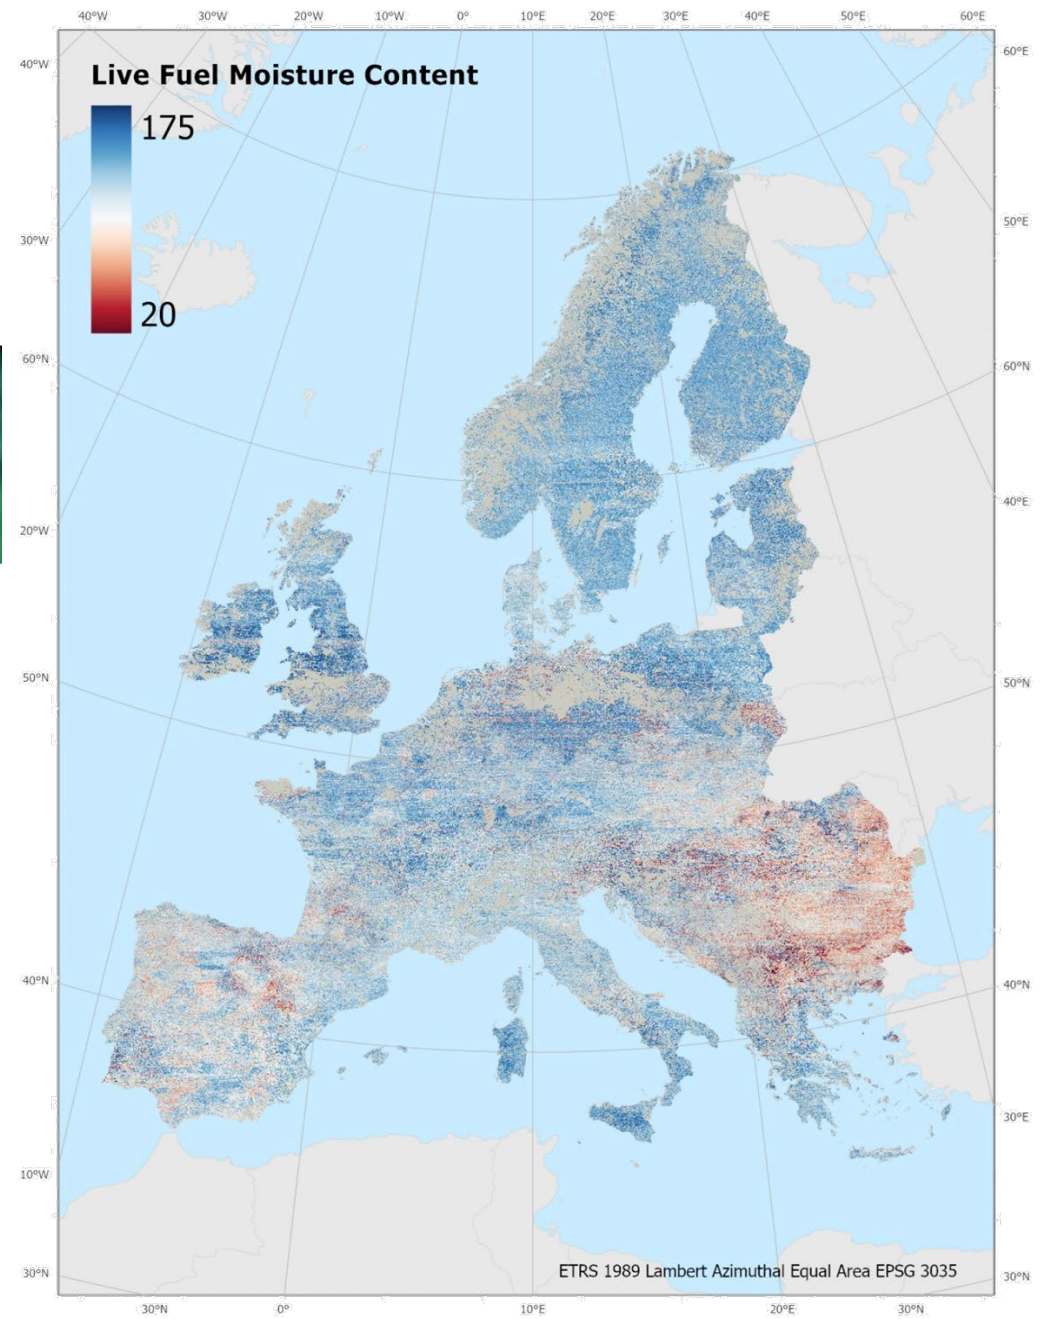 40°W 30°W 20°W 10°W 0° 10°E 20°E 30°E 40°E 50°E 60°E
60°E
40°W
Live Fuel Moisture Content
175
50°E
30°W
20
60°N
60°N
40°E
20°W
50°N
50°N
40°N
40°N
30°E
10°W
ETRS 1989 Lambert Azimuthal Equal Area EPSG 3035
30°N
30°N
30°N 0° 10°E 20°E 30°N